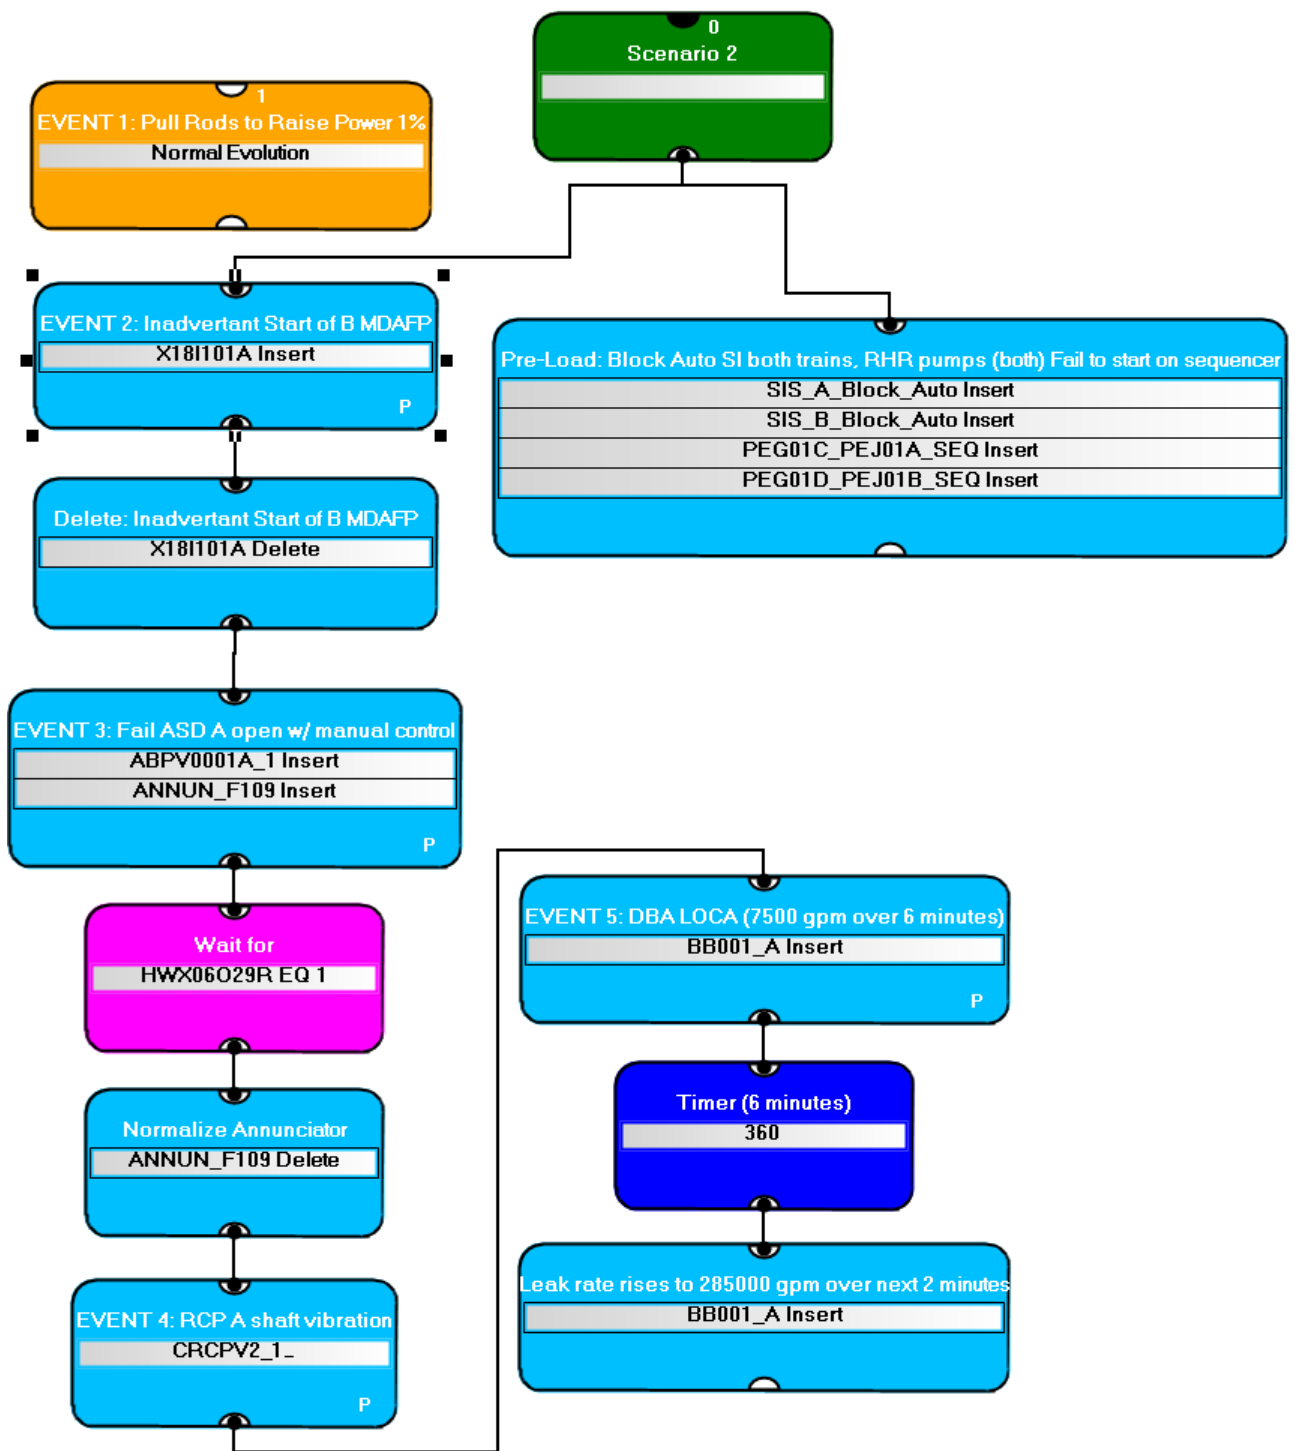 0
Scenario 2
1
EVENT 1: Pull Rods to Raise Power 1%
Normal Evolution
EVENT 2: Inadvertant Start of B MDAFP
X18I101A Insert
P
Pre-Load: Block Auto SI both trains, RHR pumps (both) Fail to start on sequencer
SIS_A_Block_Auto Insert
SIS_B_Block_Auto Insert
PEG01C_PEJ01A_SEQ Insert
PEG01D_PEJ01B_SEQ Insert
Delete: Inadvertant Start of B MDAFP
X18I101A Delete
EVENT 3: Fail ASD A open w/ manual control
ABPV0001A_1 Insert
ANNUN_F109 Insert
P
Wait for
HWX06O29R EQ 1
Normalize Annunciator
ANNUN_F109 Delete
EVENT 4: RCP A shaft vibration
CRCPV2_1_
P
EVENT 5: DBA LOCA (7500 gpm over 6 minutes)
BB001_A Insert
P
Timer (6 minutes)
360
Leak rate rises to 285000 gpm over next 2 minutes
BB001_A Insert